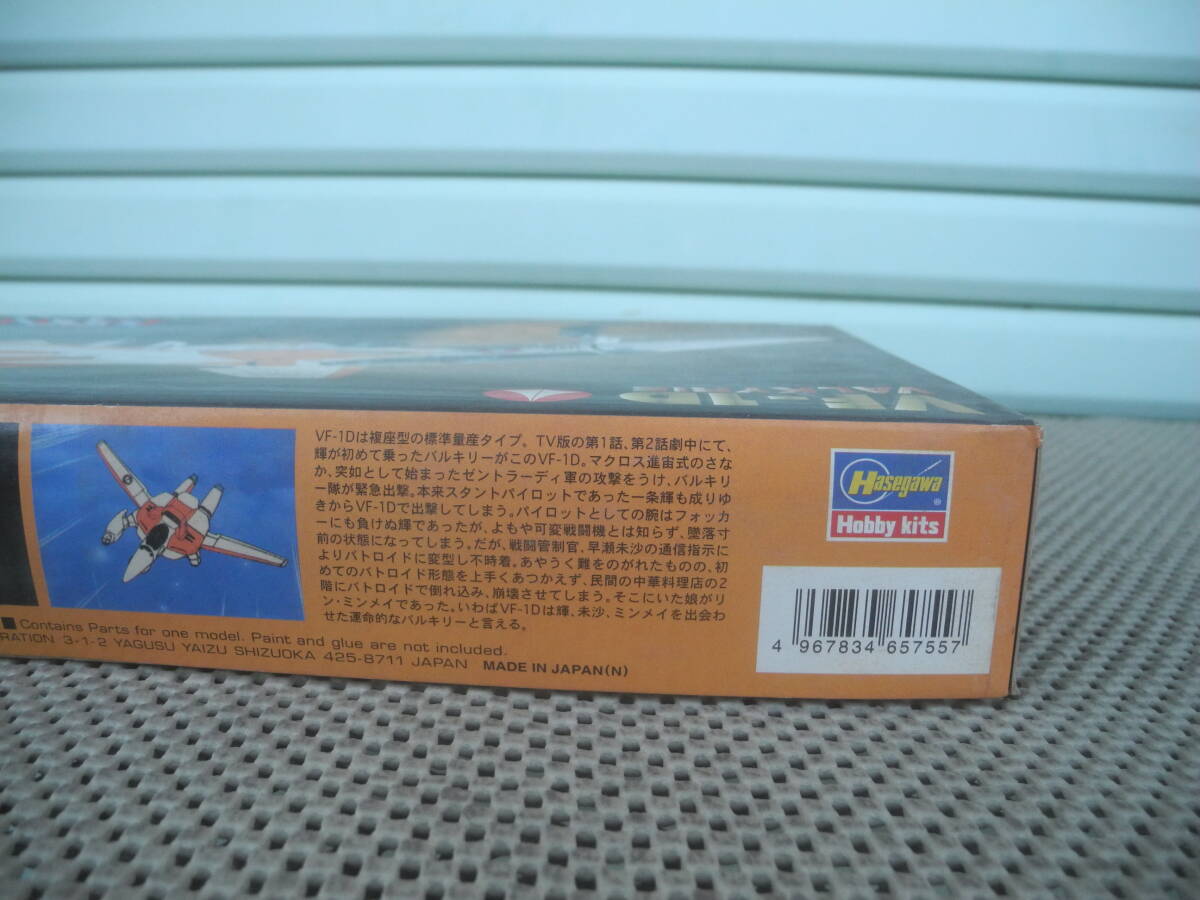 VF-1D
VF-1Dは複座型の標準量産タイプ。TV版の第1話、第2話劇中にて、
輝が初めて乗ったバルキリーがこのVF-1D。マクロス進宙式のさな
か、突如として始まったゼントラーディ軍の攻撃をうけ、バルキリ
ー隊が緊急出撃。本来スタントパイロットであった一条輝も成りゆ
きからVF-1Dで出撃してしまう。パイロットとしての腕はフォッカ
ーにも負けぬ輝であったが、よもや可変戦闘機とは知らず、墜落寸
前の状態になってしまう。だが、戦闘管制官、早瀬未沙の通信指示に
よりバトロイドに変型し不時着。あやうく難をのがれたものの、初
めてのバトロイド形態を上手くあつかえず、民間の中華料理店の2
階にバトロイドで倒れ込み、崩壊させてしまう。そこにいた娘がリ
ン・ミンメイであった。いわばVF-1Dは輝、未沙、ミンメイを出会わ
せた運命的なバルキリーと言える。
■ Contains Parts for one model. Paint and glue are not included.
RATION 3-1-2 YAGUSU YAIZU SHIZUOKA 425-8711 JAPAN MADE IN JAPAN(N)
Hasegawa®
Hobby kits
4 967834 657557